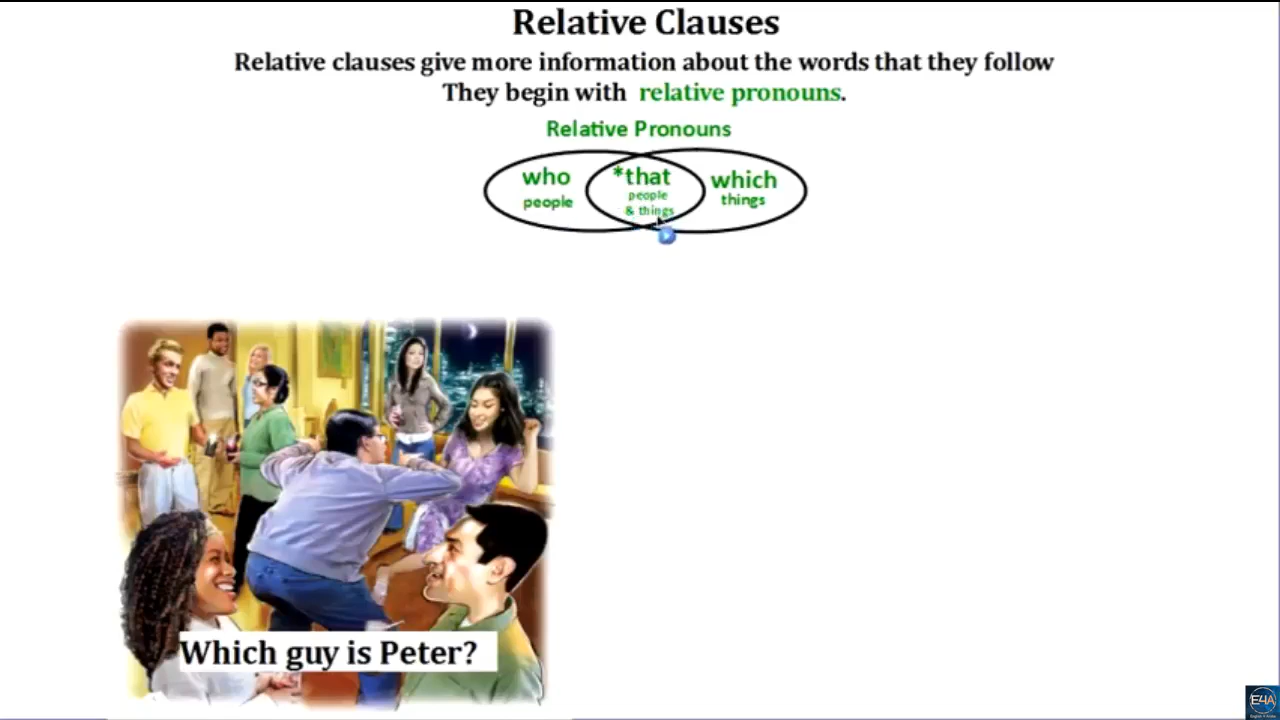 Relative Clauses
Relative clauses give more information about the words that they follow
They begin with relative pronouns.
Relative Pronouns
who
people
*that
people
& things
which
things
Which guy is Peter?
E4A